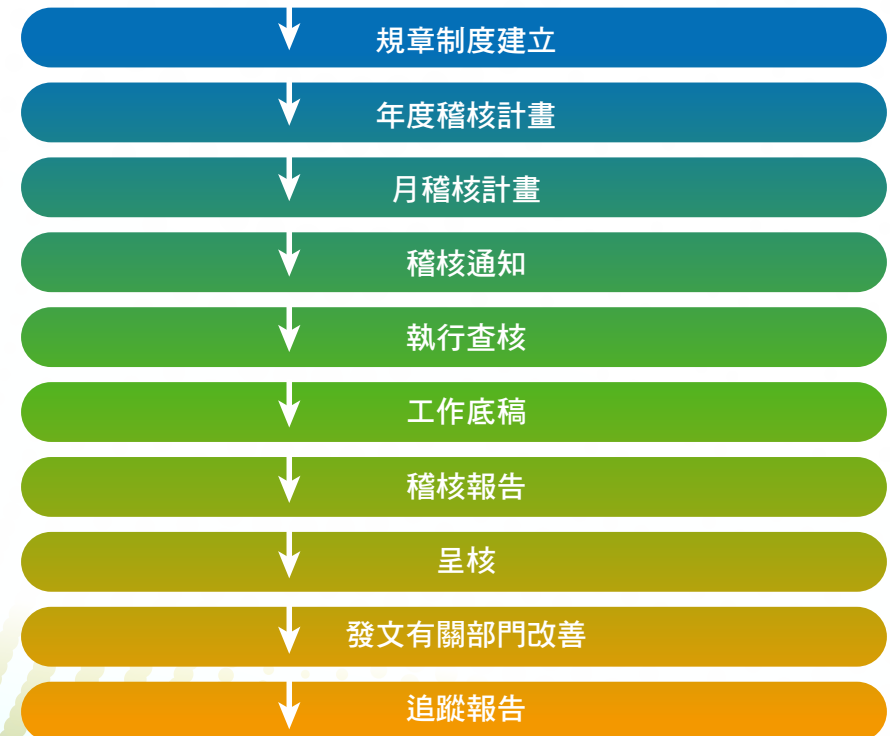 規章制度建立
年度稽核計畫
月稽核計畫
稽核通知
執行查核
工作底稿
稽核報告
呈核
發文有關部門改善
追蹤報告